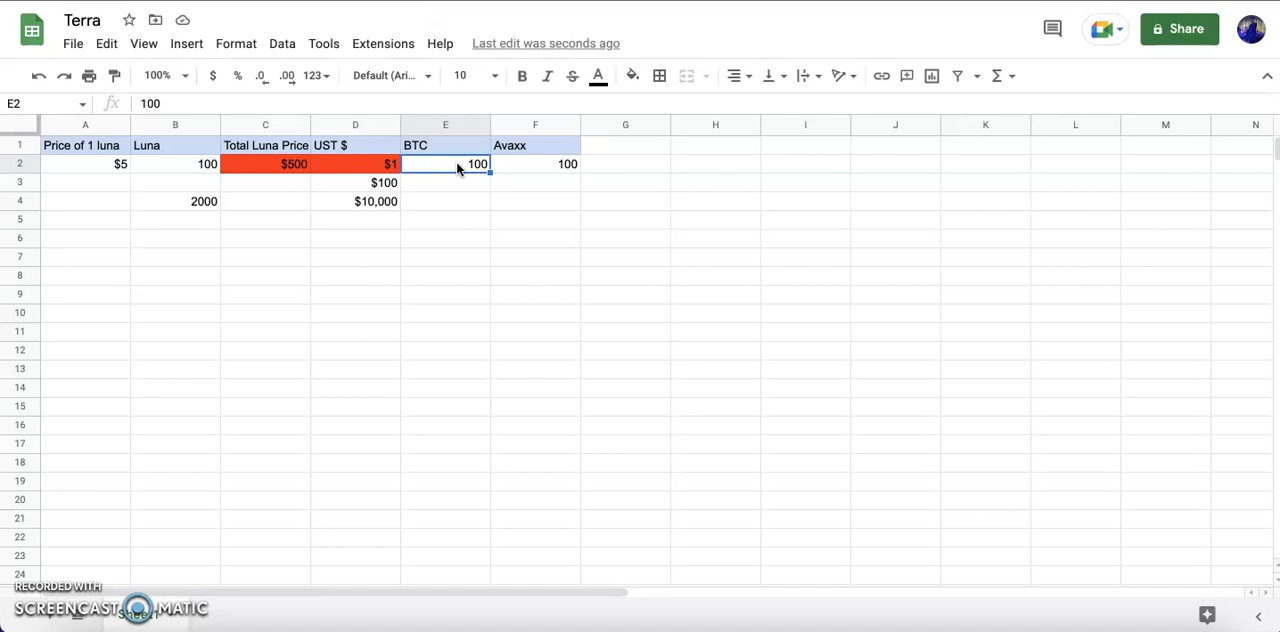 Terra
File Edit View Insert Format Data Tools Extensions Help Last edit was seconds ago
Share
100% $ % .0 .00 123 Default (Ari... 10 B I S A Σ
E2 fx 100
A B C D E F G H I J K L M N
1 Price of 1 luna Luna Total Luna Price UST $ BTC Avaxx
2 $5 100 $500 $1 100 100
3 $100
4 2000 $10,000
5
6
7
8
9
10
11
12
13
14
15
16
17
18
19
20
21
22
23
24
RECORDED WITH
SCREENCAST MATIC
Sheet1